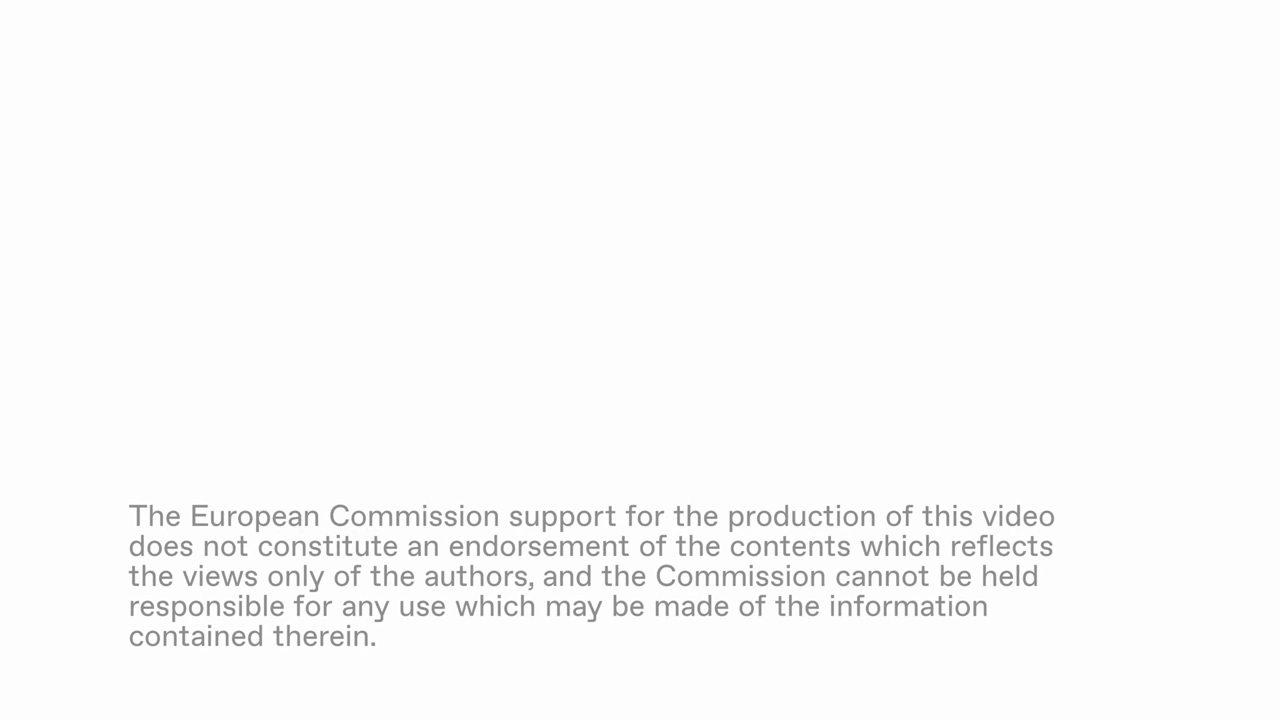 The European Commission support for the production of this video
does not constitute an endorsement of the contents which reflects
the views only of the authors, and the Commission cannot be held
responsible for any use which may be made of the information
contained therein.